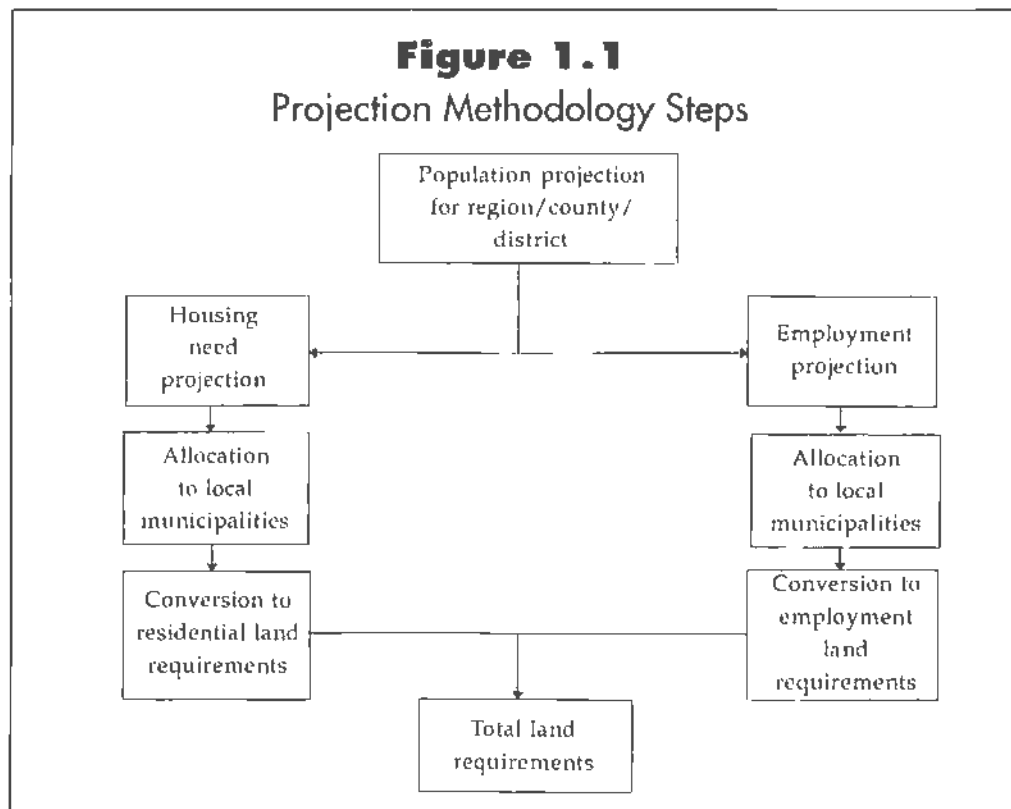 Figure 1.1
Projection Methodology Steps
Population projection
for region/county/
district
Housing
need
projection
Employment
projection
Allocation
to local
municipalities
Allocation
to local
municipalities
Conversion to
residential land
requirements
Conversion to
employment
land
requirements
Total land
requirements